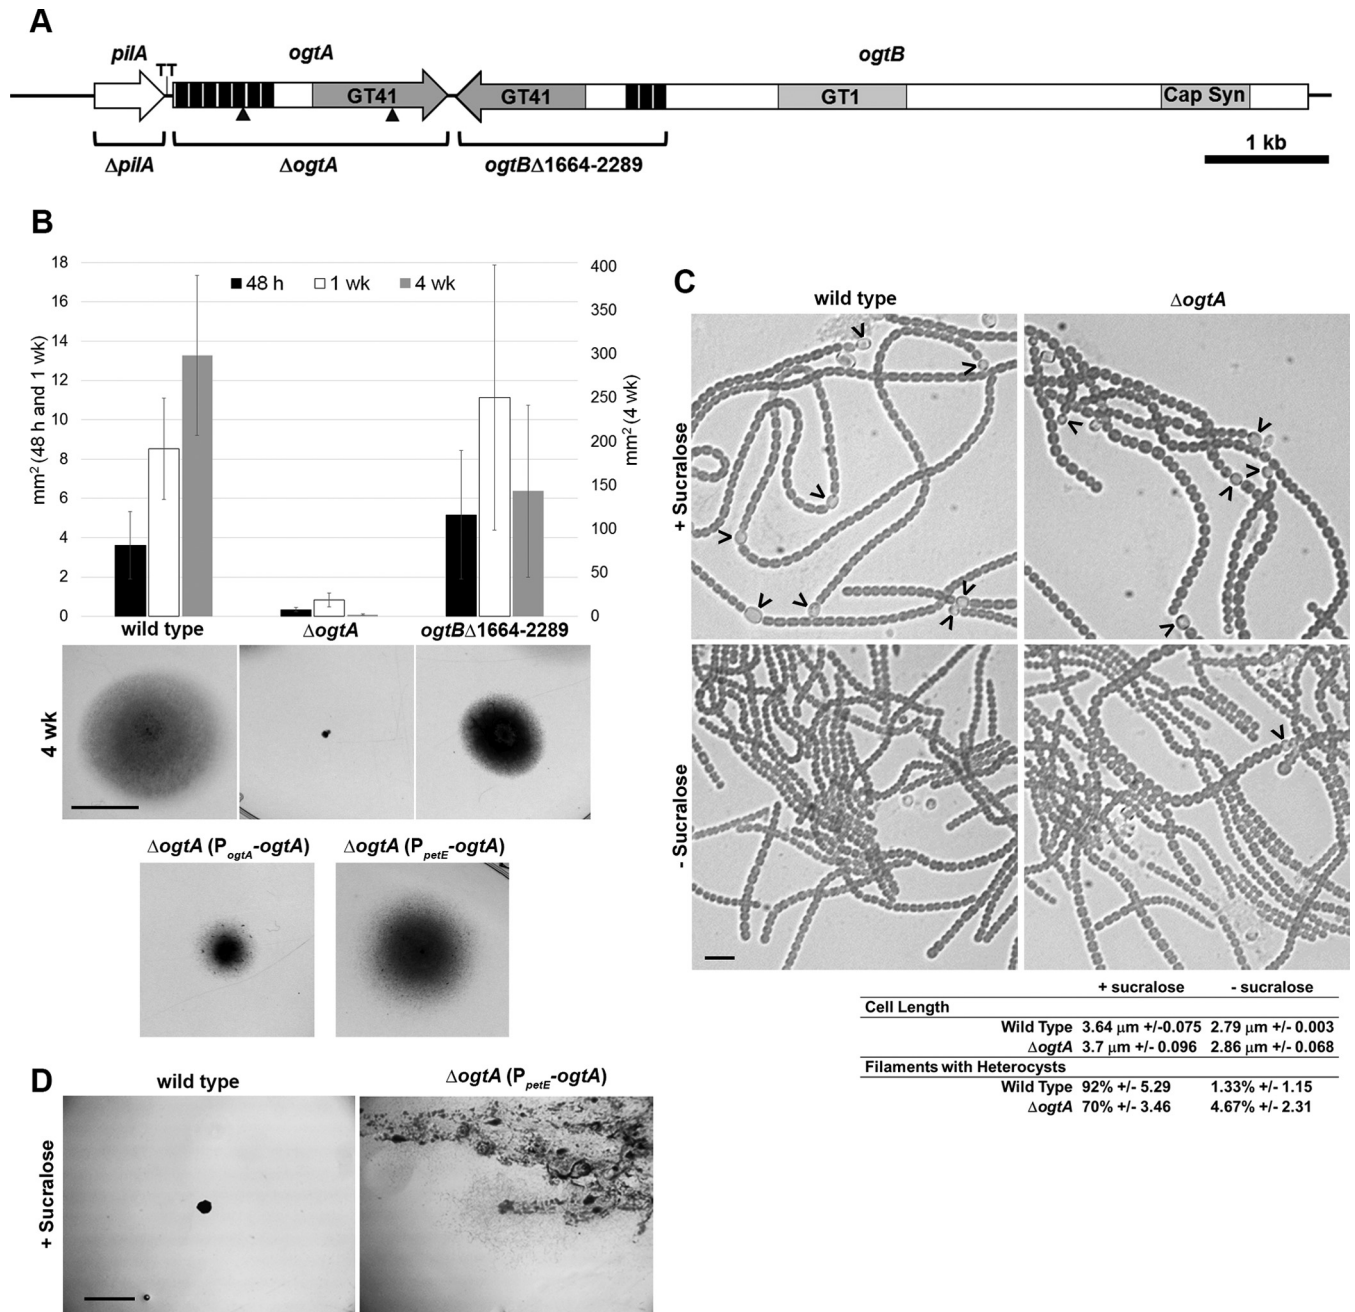 A
pilA
TT
ogtA
ogtB
GT41
GT41
GT1
Cap Syn
ΔpilA
ΔogtA
ogtBΔ1664-2289
1 kb
B
18
16
14
12
10
8
6
4
2
0
mm² (48 h and 1 wk)
48 h 1 wk 4 wk
400
350
300
250
200
150
100
50
0
mm² (4 wk)
wild type ΔogtA ogtBΔ1664-2289
4 wk
ΔogtA (PogtA-ogtA) ΔogtA (PpetE-ogtA)
C
wild type ΔogtA
+ Sucralose
- Sucralose
+ sucralose - sucralose
Cell Length
Wild Type 3.64 μm +/-0.075 2.79 μm +/- 0.003
ΔogtA 3.7 μm +/- 0.096 2.86 μm +/- 0.068
Filaments with Heterocysts
Wild Type 92% +/- 5.29 1.33% +/- 1.15
ΔogtA 70% +/- 3.46 4.67% +/- 2.31
D
wild type ΔogtA (PpetE-ogtA)
+ Sucralose